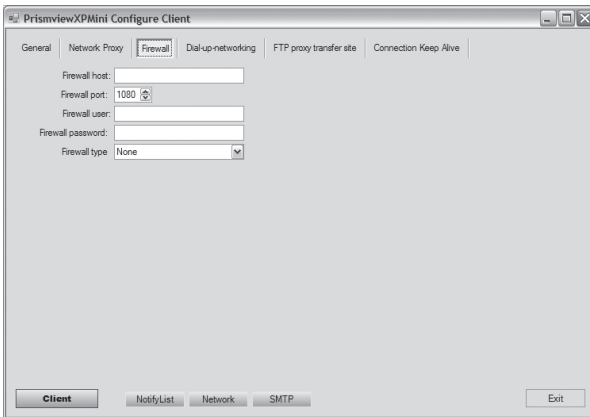 PrismviewXPMini Configure Client
General Network Proxy Firewall Dial-up-networking FTP proxy transfer site Connection Keep Alive
Firewall host:
Firewall port: 1080
Firewall user:
Firewall password:
Firewall type None
Client NotifyList Network SMTP Exit